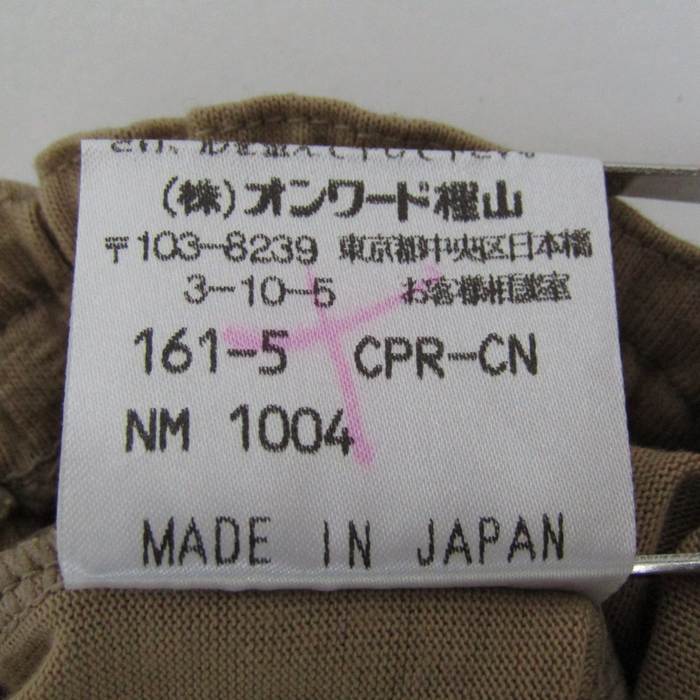 (株)オンワード樫山
〒103-8239 東京都中央区日本橋
3-10-5 お客様相談室
161-5 CPR-CN
NM 1004
MADE IN JAPAN